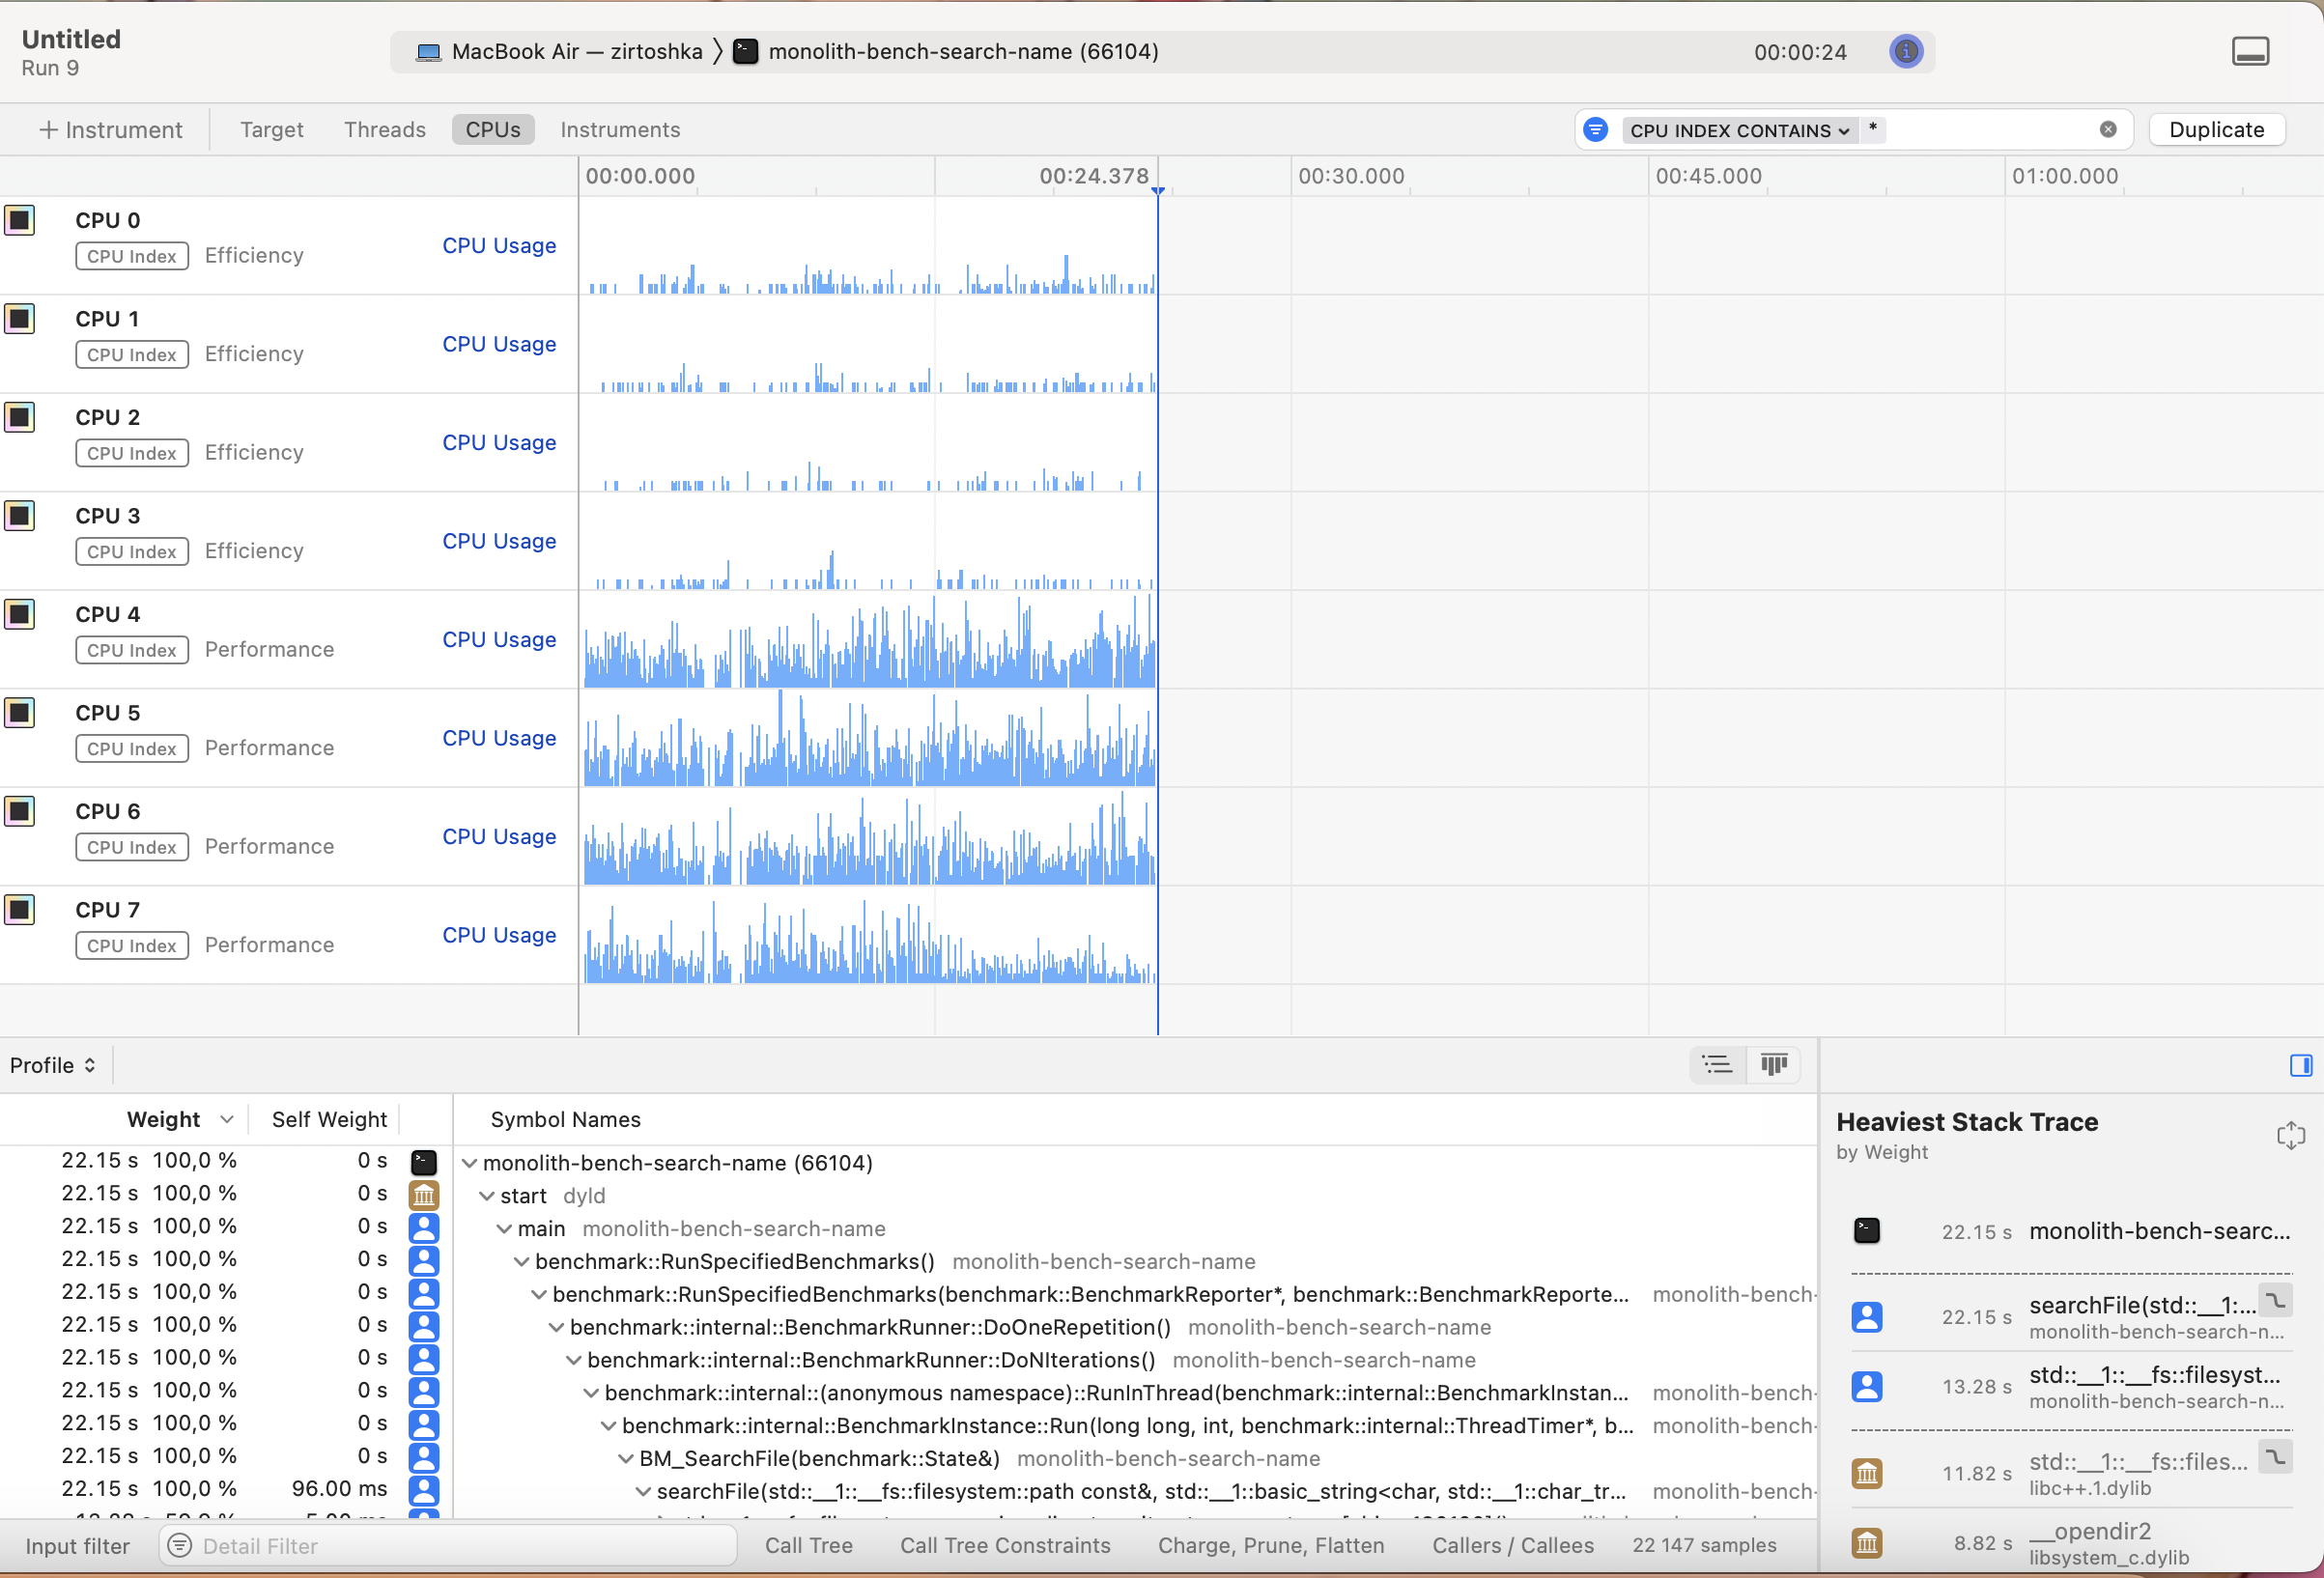 Untitled
Run 9
MacBook Air — zirtoshka 〉 monolith-bench-search-name (66104)
00:00:24
+ Instrument
Target
Threads
CPUs
Instruments
CPU INDEX CONTAINS
*
Duplicate
00:00.000
00:24.378
00:30.000
00:45.000
01:00.000
CPU 0
CPU Index Efficiency
CPU Usage
CPU 1
CPU Index Efficiency
CPU Usage
CPU 2
CPU Index Efficiency
CPU Usage
CPU 3
CPU Index Efficiency
CPU Usage
CPU 4
CPU Index Performance
CPU Usage
CPU 5
CPU Index Performance
CPU Usage
CPU 6
CPU Index Performance
CPU Usage
CPU 7
CPU Index Performance
CPU Usage
Profile
Weight Self Weight Symbol Names
22.15 s 100,0 % 0 s monolith-bench-search-name (66104)
22.15 s 100,0 % 0 s start dyld
22.15 s 100,0 % 0 s main monolith-bench-search-name
22.15 s 100,0 % 0 s benchmark::RunSpecifiedBenchmarks() monolith-bench-search-name
22.15 s 100,0 % 0 s benchmark::RunSpecifiedBenchmarks(benchmark::BenchmarkReporter*, benchmark::BenchmarkReporte... monolith-bench-
22.15 s 100,0 % 0 s benchmark::internal::BenchmarkRunner::DoOneRepetition() monolith-bench-search-name
22.15 s 100,0 % 0 s benchmark::internal::BenchmarkRunner::DoNIterations() monolith-bench-search-name
22.15 s 100,0 % 0 s benchmark::internal::(anonymous namespace)::RunInThread(benchmark::internal::BenchmarkInstan... monolith-bench-
22.15 s 100,0 % 0 s benchmark::internal::BenchmarkInstance::Run(long long, int, benchmark::internal::ThreadTimer*, b... monolith-bench-
22.15 s 100,0 % 0 s BM_SearchFile(benchmark::State&) monolith-bench-search-name
22.15 s 100,0 % 96.00 ms searchFile(std::__1::__fs::filesystem::path const&, std::__1::basic_string<char, std::__1::char_tr... monolith-bench-
Input filter
Detail Filter
Call Tree
Call Tree Constraints
Charge, Prune, Flatten
Callers / Callees
22 147 samples
Heaviest Stack Trace
by Weight
22.15 s monolith-bench-searc...
22.15 s searchFile(std::__1:...
monolith-bench-search-n...
13.28 s std::__1::__fs::filesyst...
monolith-bench-search-n...
11.82 s std::__1::__fs::files...
libc++.1.dylib
8.82 s __opendir2
libsystem_c.dylib